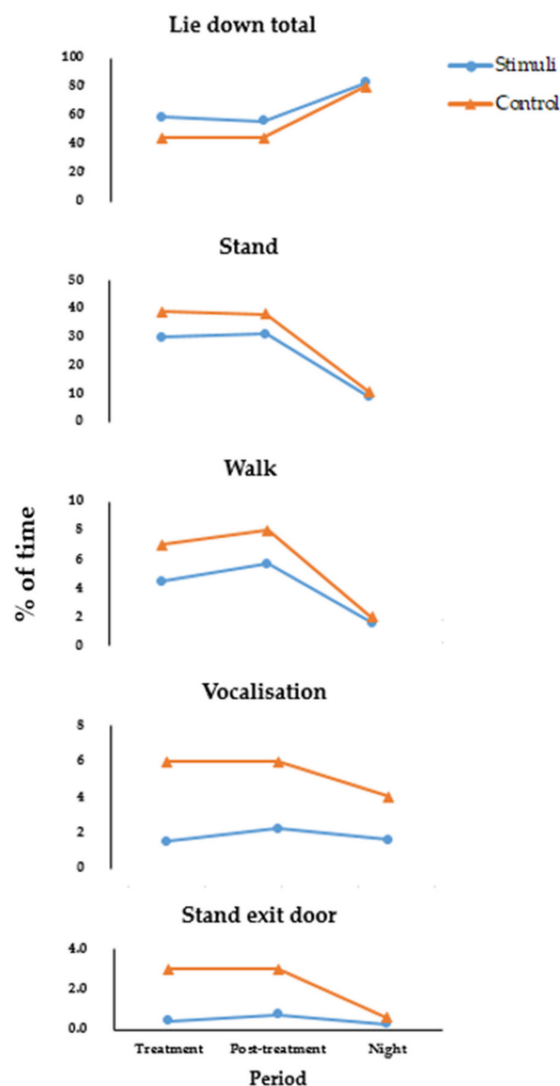 Lie down total
100
80
60
40
20
0
Stimuli
Control
Stand
50
40
30
20
10
0
Walk
10
8
6
4
2
0
% of time
Vocalisation
8
6
4
2
0
Stand exit door
4.0
2.0
0.0
Treatment Post-treatment Night
Period